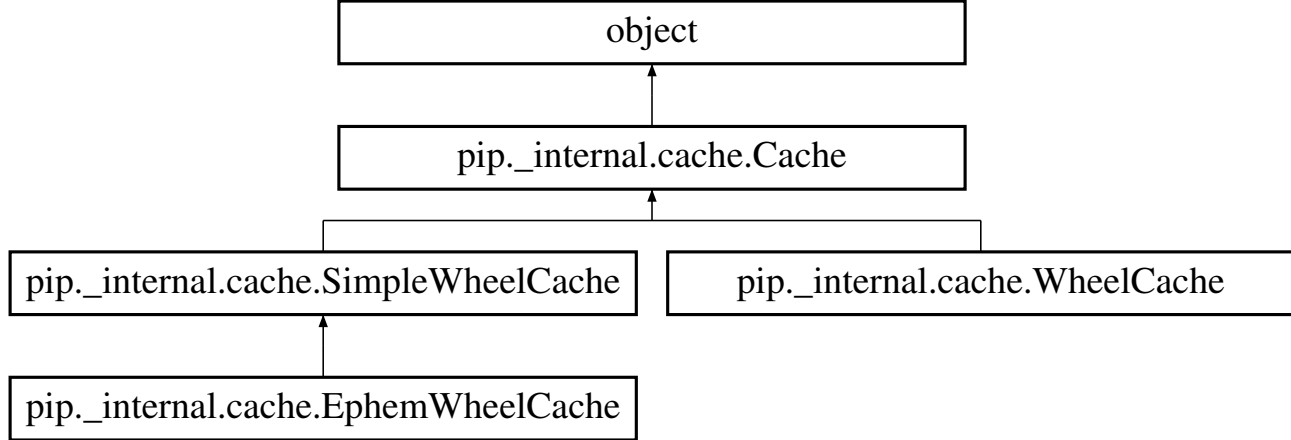 object
pip._internal.cache.Cache
pip._internal.cache.SimpleWheelCache
pip._internal.cache.WheelCache
pip._internal.cache.EphemWheelCache